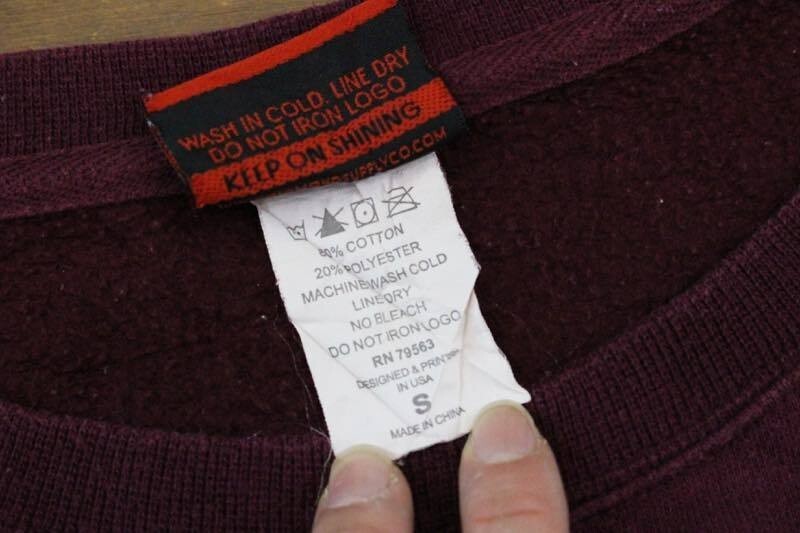 WASH IN COLD. LINE DRY
DO NOT IRON LOGO
KEEP ON SHINING
80% COTTON
20% POLYESTER
MACHINE WASH COLD
LINE DRY
NO BLEACH
DO NOT IRON LOGO
RN 79563
DESIGNED & PRINTED
IN USA
S
MADE IN CHINA